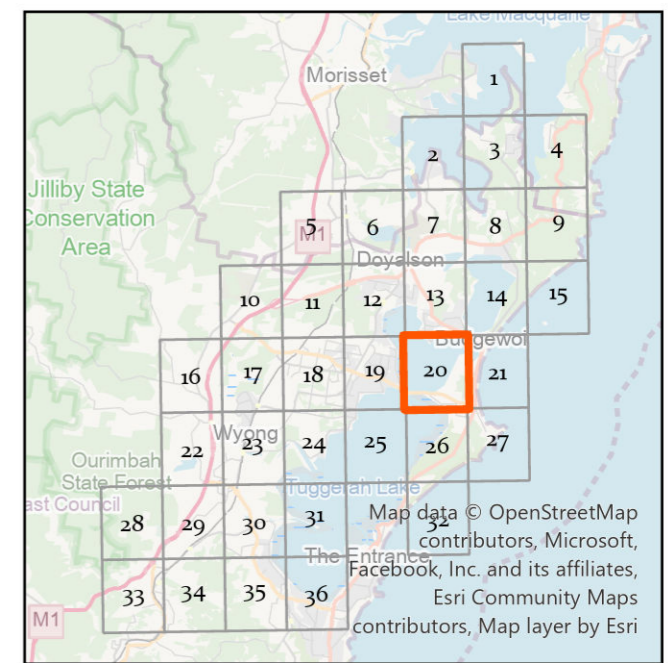 Lake Macquarie
Morisset
1
2 3 4
Jilliby State
Conservation
Area
5 6 7 8 9
M1
Doyalson
10 11 12 13 14 15
Budgewoi
16 17 18 19 20 21
Wyong
22 23 24 25 26 27
Ourimbah
State Forest
ast Council
Tuggerah Lake
28 29 30 31 32
Map data © OpenStreetMap
contributors, Microsoft,
The Entrance
Facebook, Inc. and its affiliates,
33 34 35 36
Esri Community Maps
M1
contributors, Map layer by Esri